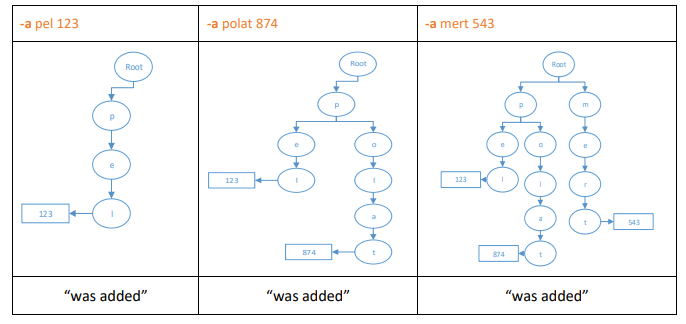 -a pel 123
-a polat 874
-a mert 543
Root
p
e
l
123
Root
p
e
o
123
l
l
a
874
t
Root
p
m
e
o
e
123
l
l
r
a
t
543
874
t
"was added"
"was added"
"was added"